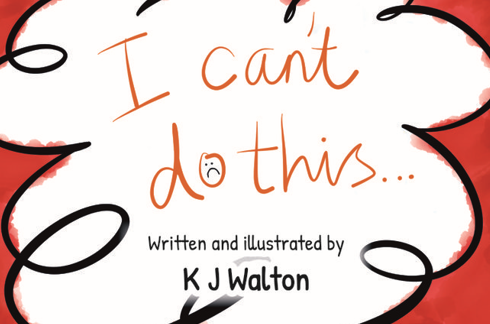 I can't
do this...
Written and illustrated by
K J Walton